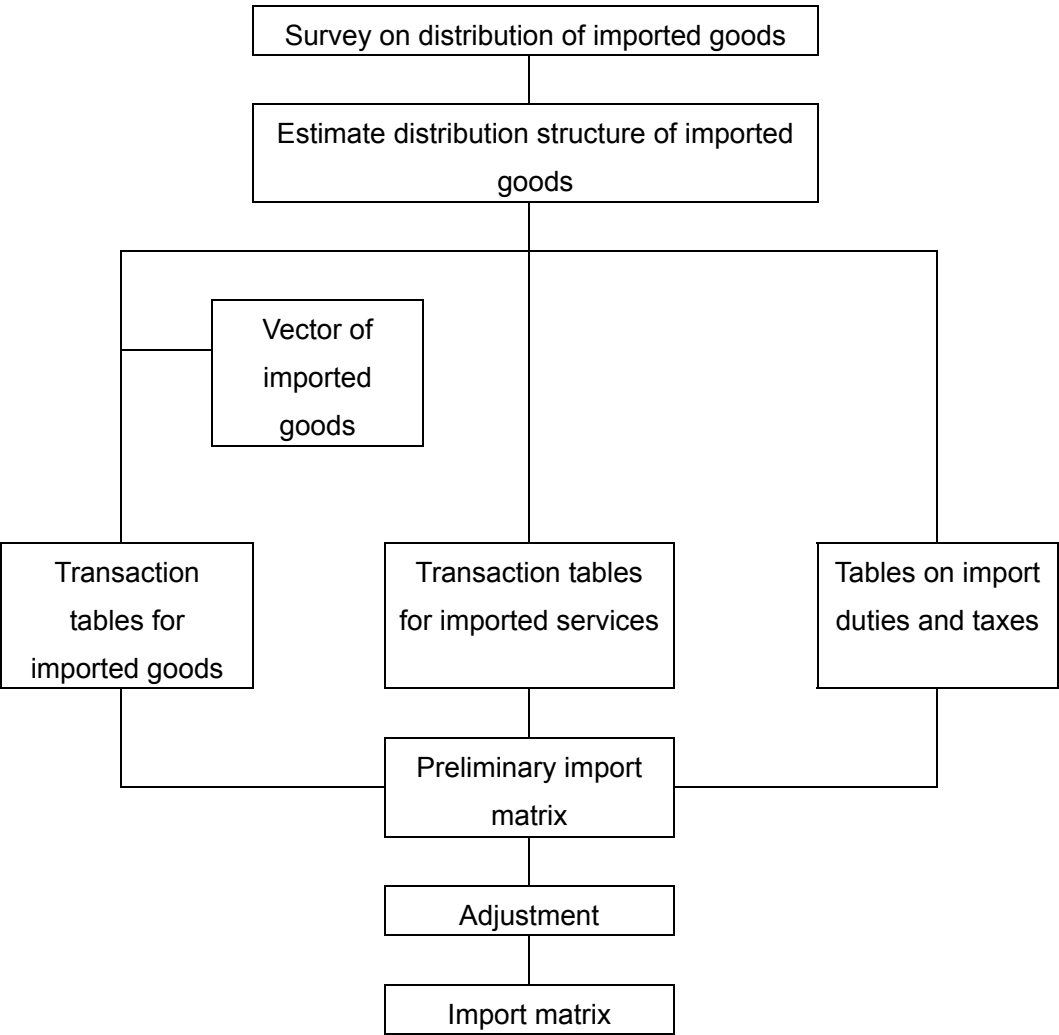 Survey on distribution of imported goods
Estimate distribution structure of imported
goods
Vector of
imported
goods
Transaction
tables for
imported goods
Transaction tables
for imported services
Tables on import
duties and taxes
Preliminary import
matrix
Adjustment
Import matrix